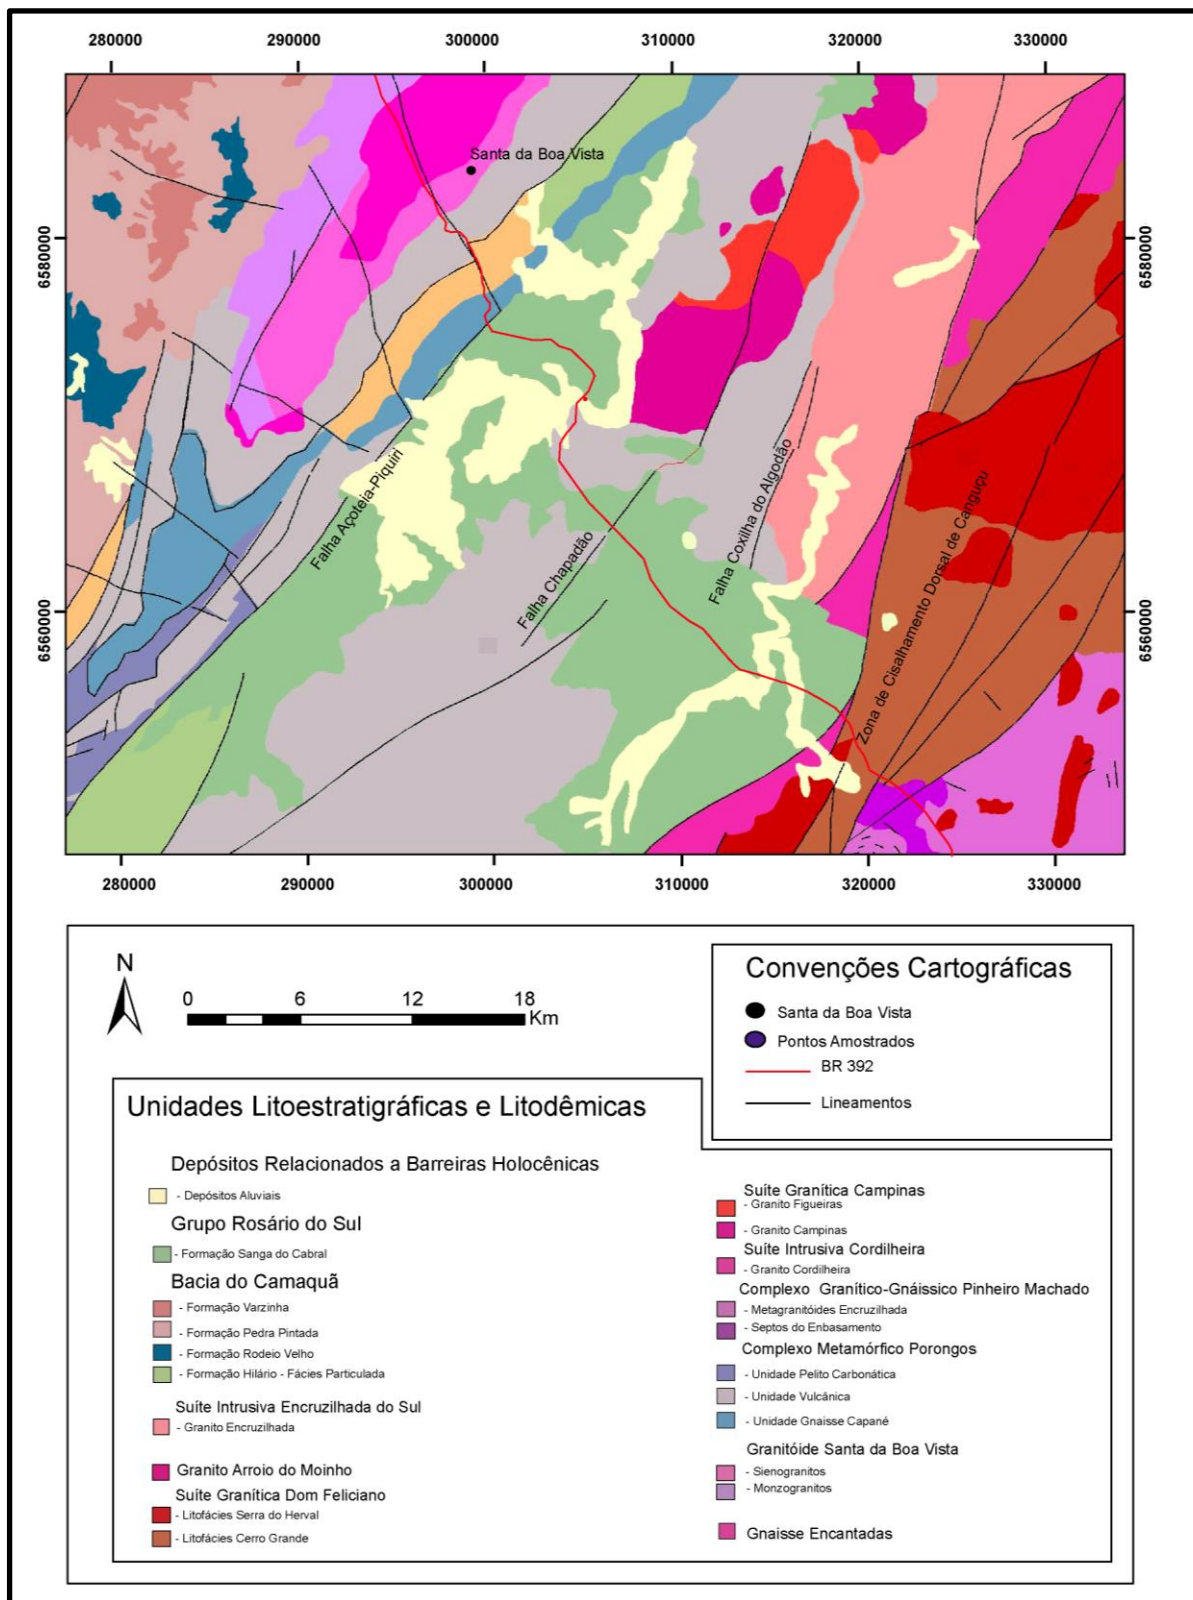 280000 290000 300000 310000 320000 330000
Santa da Boa Vista
6580000 6580000
Falha Açoteia-Piquiri
Falha Chapadão
Falha Coxilha do Algodão
Zona de Cisalhamento Dorsal de Canguçu
6560000 6560000
280000 290000 300000 310000 320000 330000
N
0 6 12 18
Km
Convenções Cartográficas
Santa da Boa Vista
Pontos Amostrados
BR 392
Lineamentos
Unidades Litoestratigráficas e Litodêmicas
Depósitos Relacionados a Barreiras Holocênicas
- Depósitos Aluviais
Grupo Rosário do Sul
- Formação Sanga do Cabral
Bacia do Camaquã
- Formação Varzinha
- Formação Pedra Pintada
- Formação Rodeio Velho
- Formação Hilário - Fácies Particulada
Suíte Intrusiva Encruzilhada do Sul
- Granito Encruzilhada
Granito Arroio do Moinho
Suíte Granítica Dom Feliciano
- Litofácies Serra do Herval
- Litofácies Cerro Grande
Suíte Granítica Campinas
- Granito Figueiras
- Granito Campinas
Suíte Intrusiva Cordilheira
- Granito Cordilheira
Complexo Granítico-Gnáissico Pinheiro Machado
- Metagranitóides Encruzilhada
- Septos do Enbasamento
Complexo Metamórfico Porongos
- Unidade Pelito Carbonática
- Unidade Vulcânica
- Unidade Gnaisse Capané
Granitóide Santa da Boa Vista
- Sienogranitos
- Monzogranitos
Gnaisse Encantadas